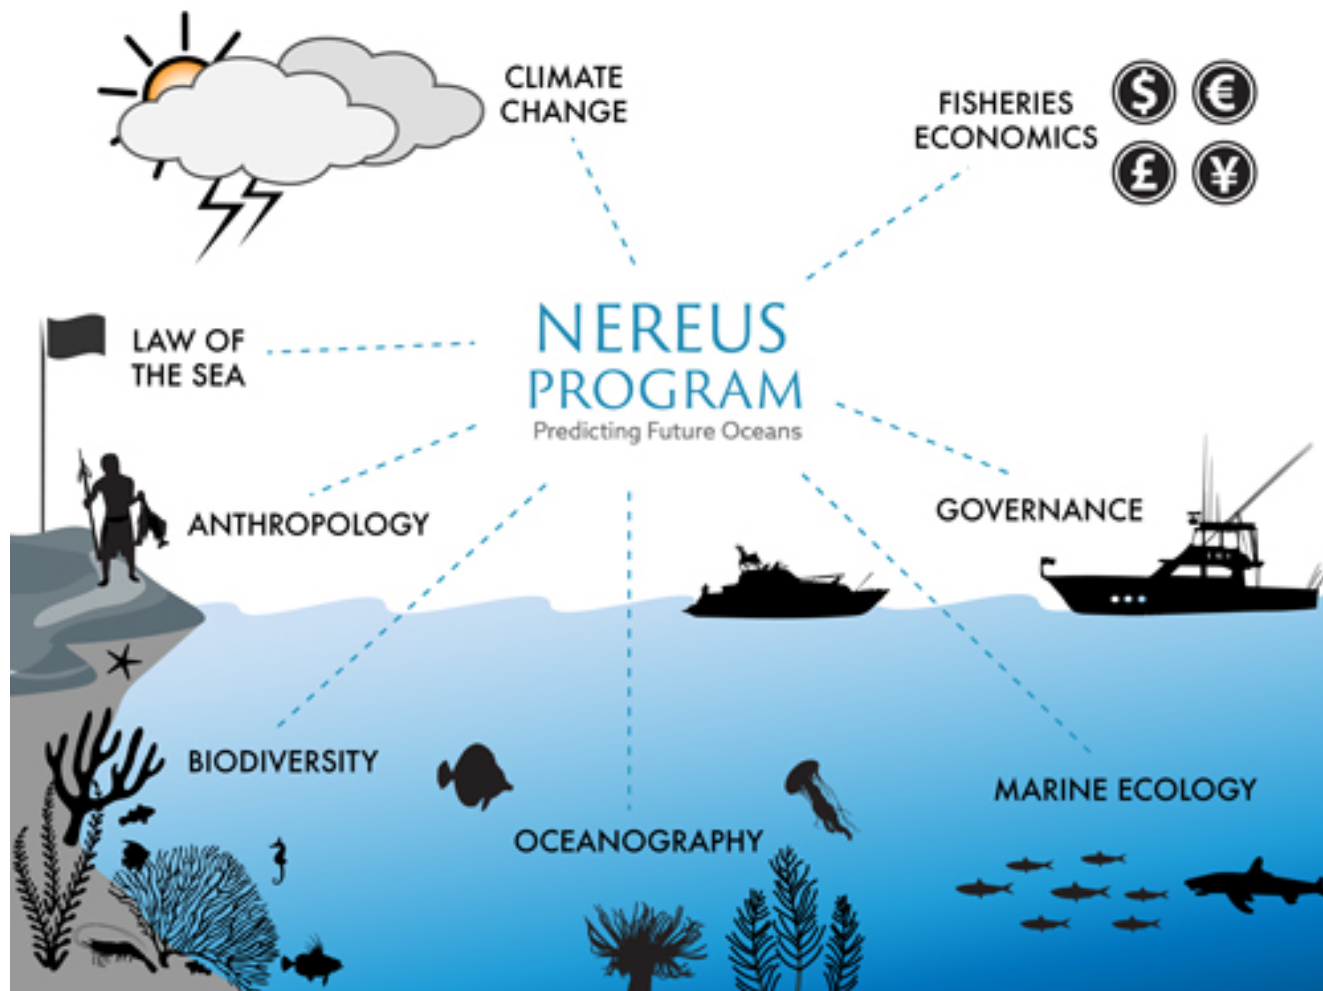 CLIMATE
CHANGE
FISHERIES
ECONOMICS
$
€
£
¥
NEREUS
PROGRAM
Predicting Future Oceans
LAW OF
THE SEA
ANTHROPOLOGY
GOVERNANCE
BIODIVERSITY
OCEANOGRAPHY
MARINE ECOLOGY